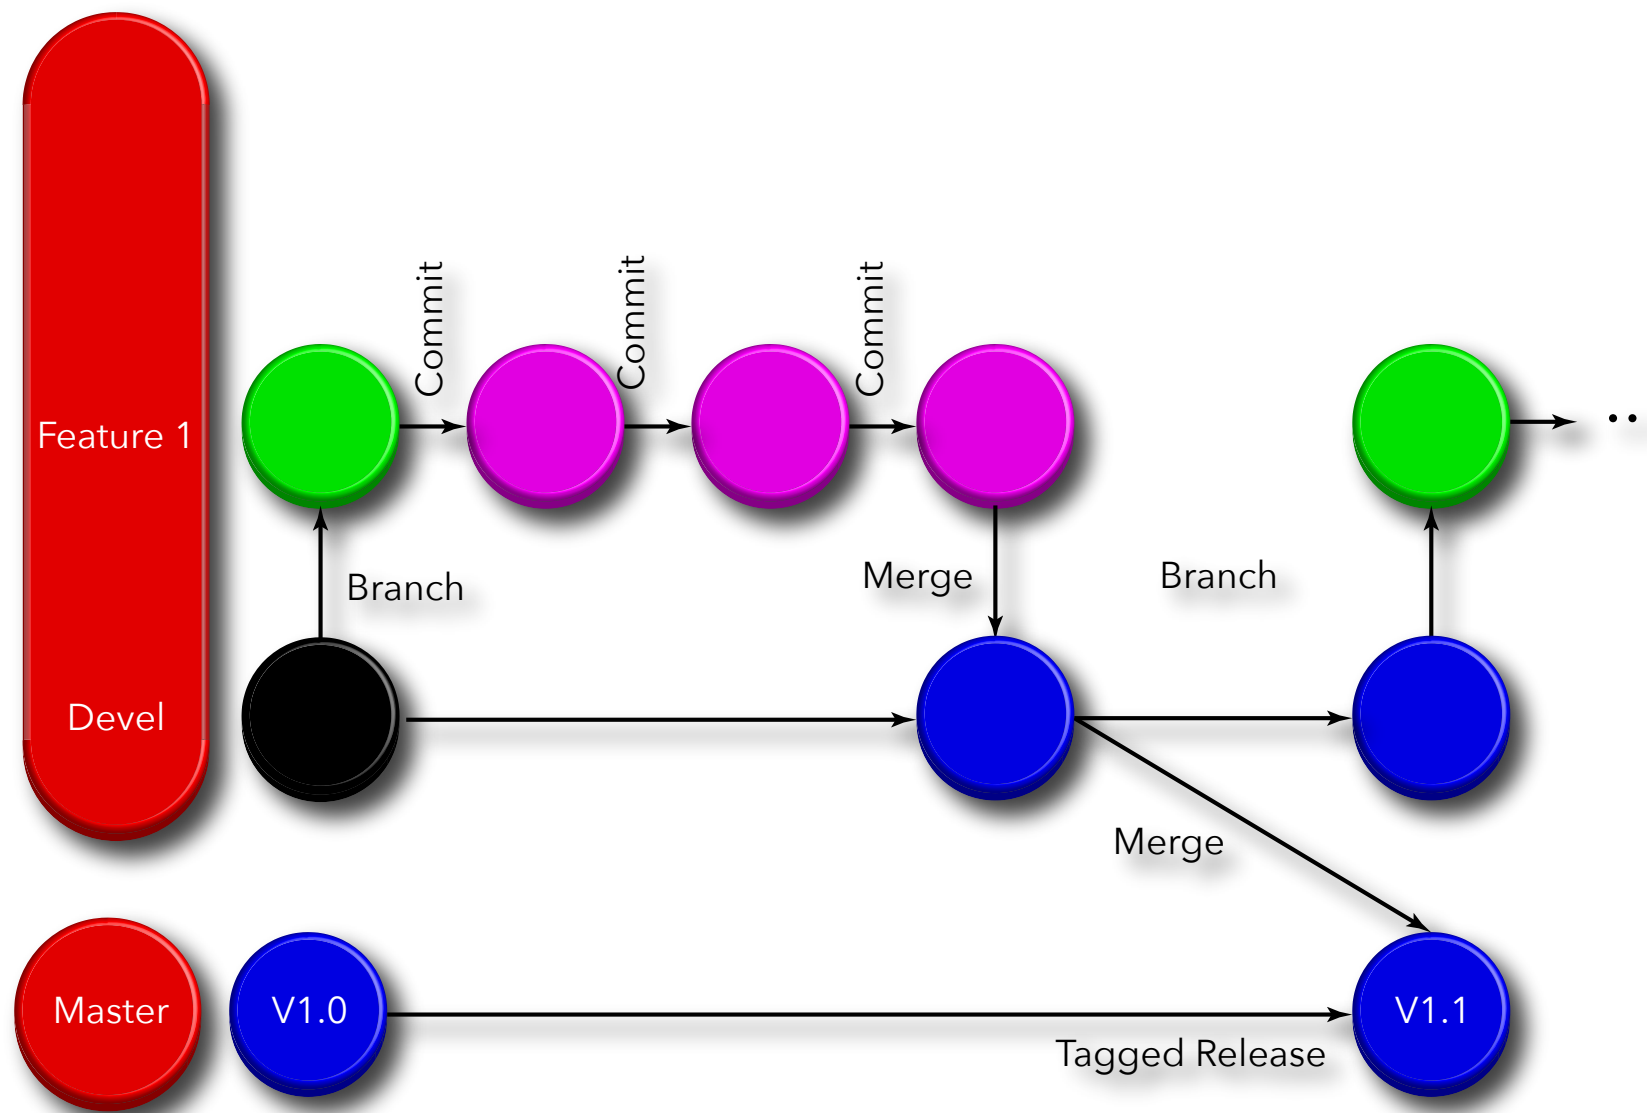 Commit
Commit
Commit
Feature 1
..
Branch
Merge
Branch
Devel
Merge
Master
V1.0
V1.1
Tagged Release